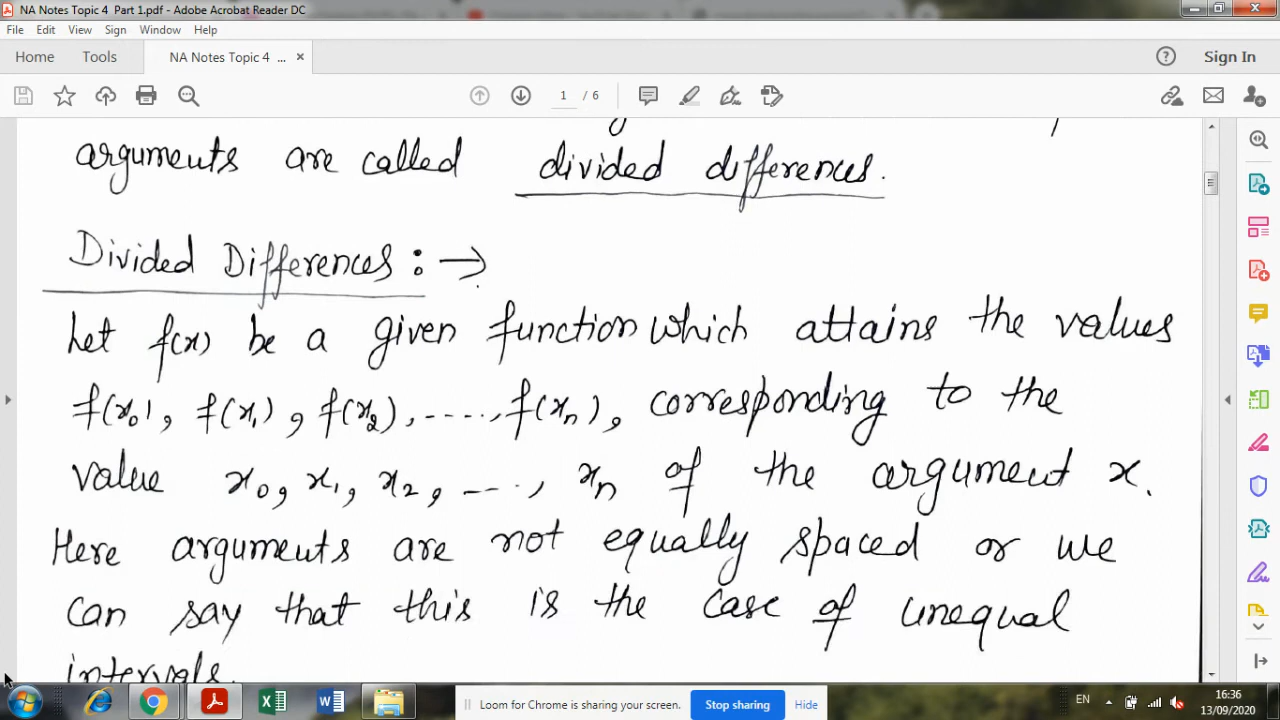 NA Notes Topic 4 Part 1.pdf - Adobe Acrobat Reader DC
File Edit View Sign Window Help
Home Tools NA Notes Topic 4 ... × Sign In
1 / 6
arguments are called divided differences.
Divided Differences :→
Let f(x) be a given function which attains the values
f(x₀), f(x₁), f(x₂), ....., f(xₙ), corresponding to the
value x₀, x₁, x₂, ...., xₙ of the argument x.
Here arguments are not equally spaced or we
can say that this is the case of unequal
intervals.
Loom for Chrome is sharing your screen. Stop sharing Hide
EN 16:36
13/09/2020